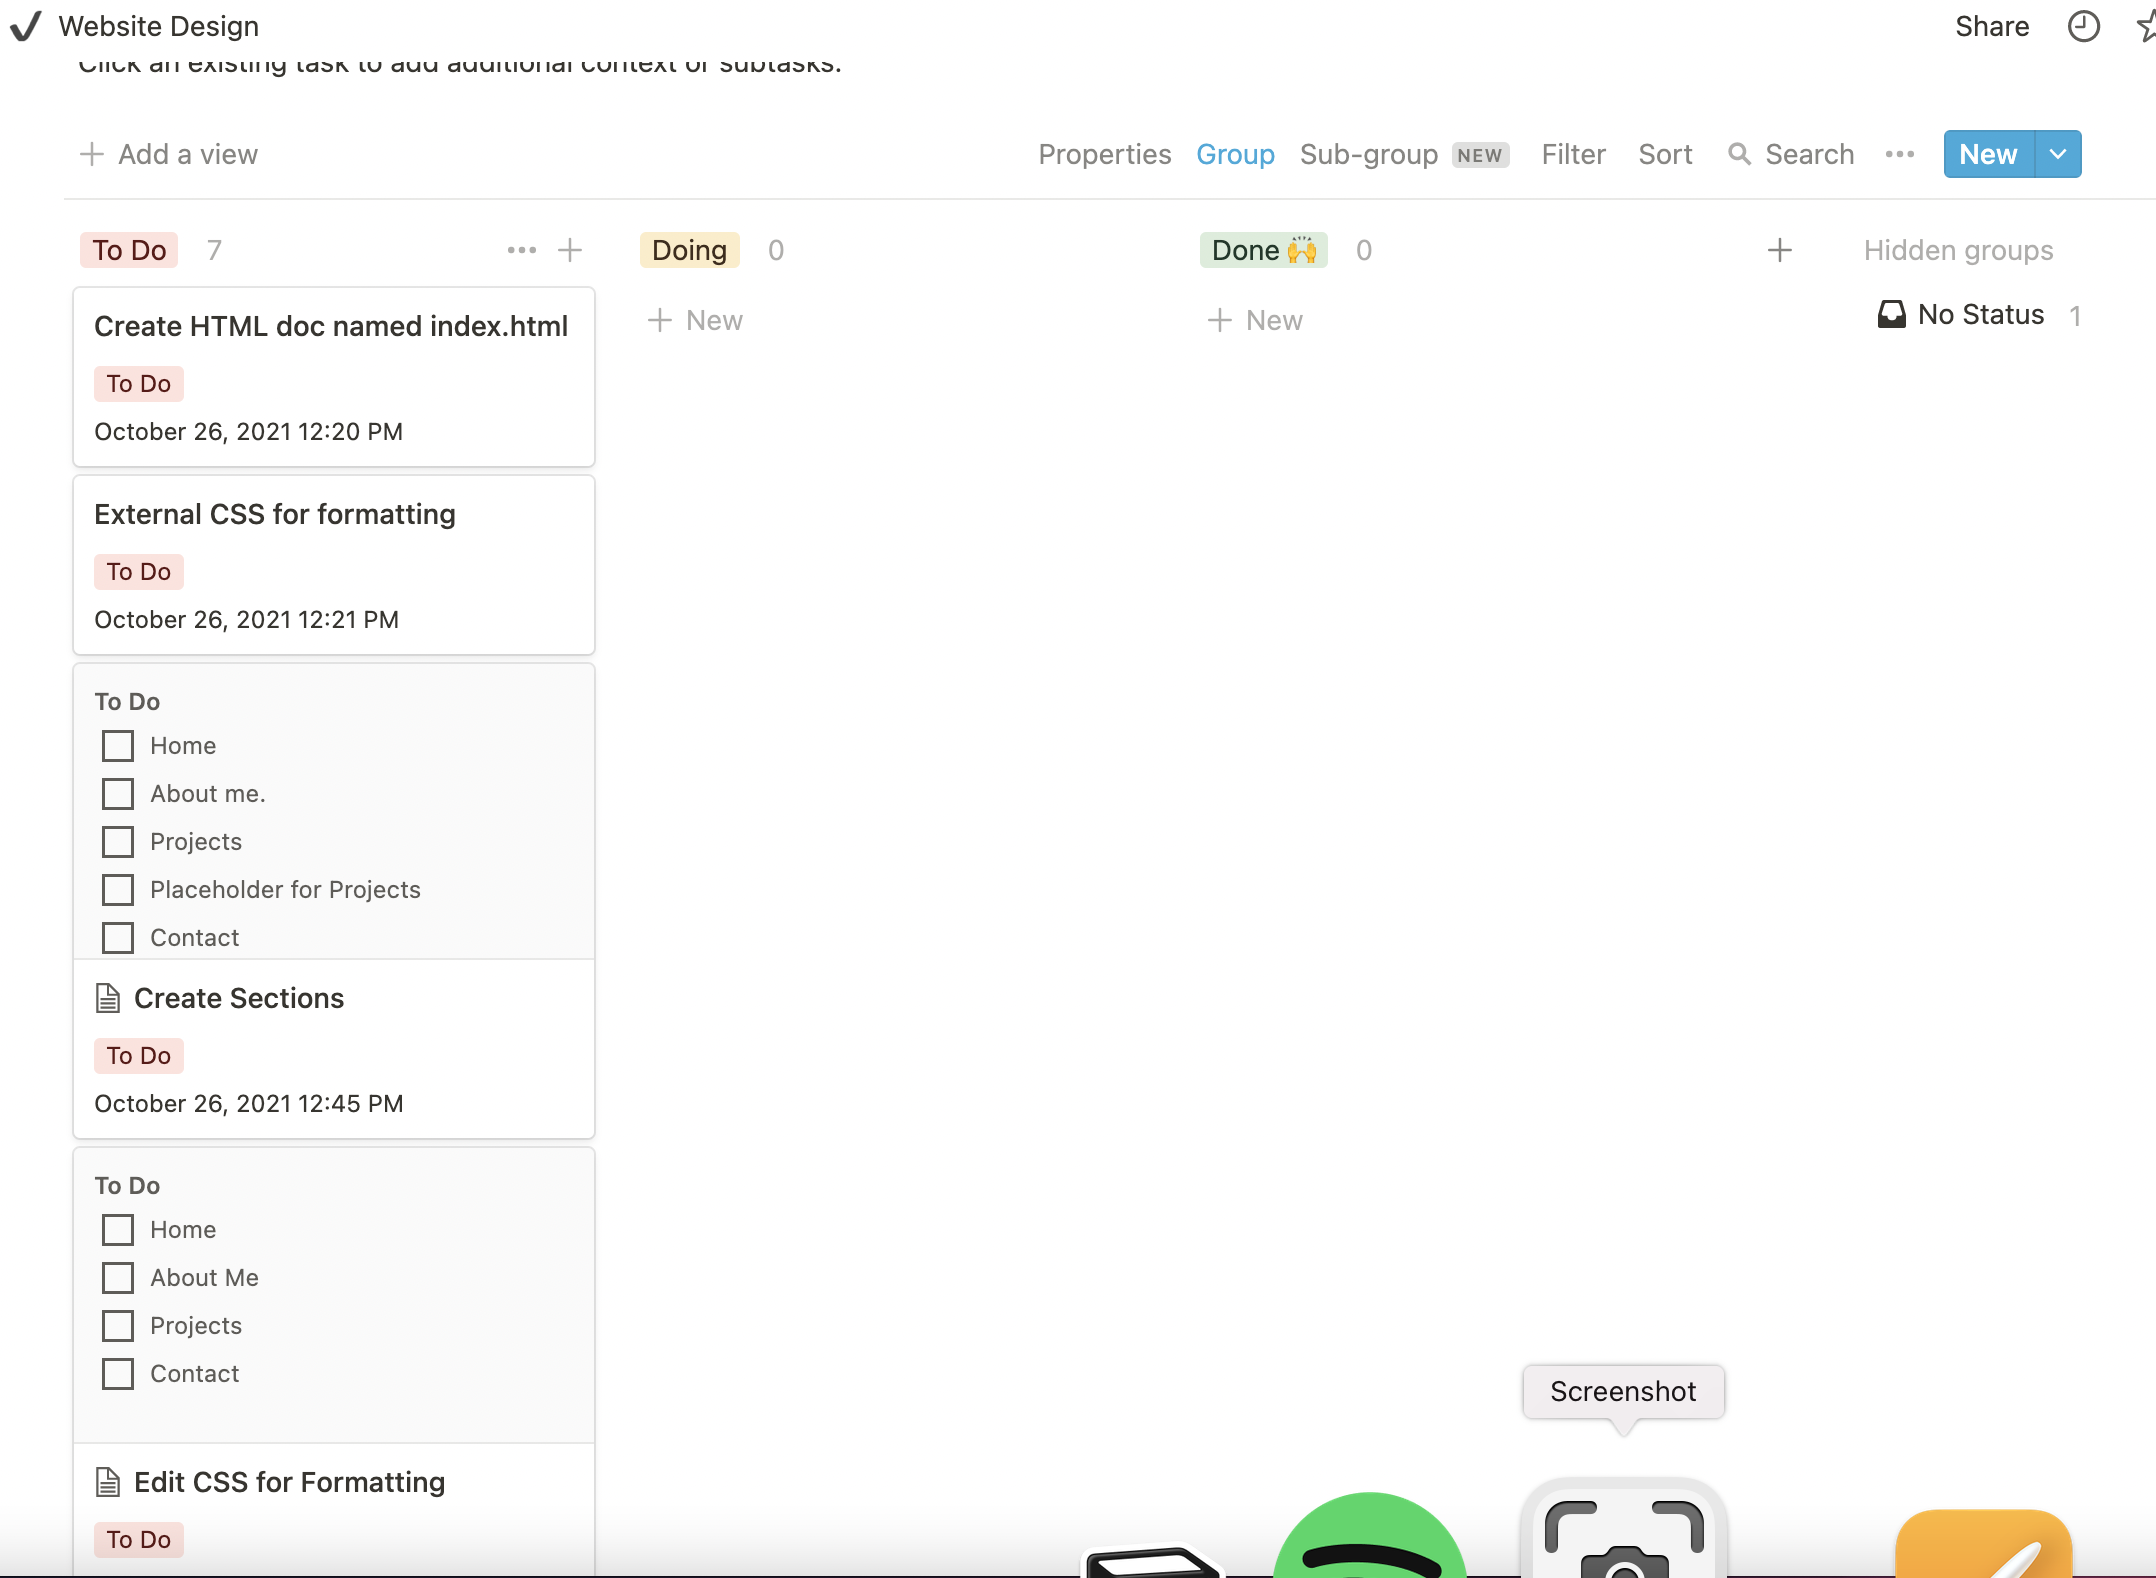 Website Design
Share
Click an existing task to add additional context or subtasks.
Add a view
Properties Group Sub-group NEW Filter Sort Search New
To Do 7
Doing 0
Done 🙌 0
Hidden groups
New
New
No Status 1
Create HTML doc named index.html
To Do
October 26, 2021 12:20 PM
External CSS for formatting
To Do
October 26, 2021 12:21 PM
To Do
Home
About me.
Projects
Placeholder for Projects
Contact
Create Sections
To Do
October 26, 2021 12:45 PM
To Do
Home
About Me
Projects
Contact
Edit CSS for Formatting
To Do
Screenshot